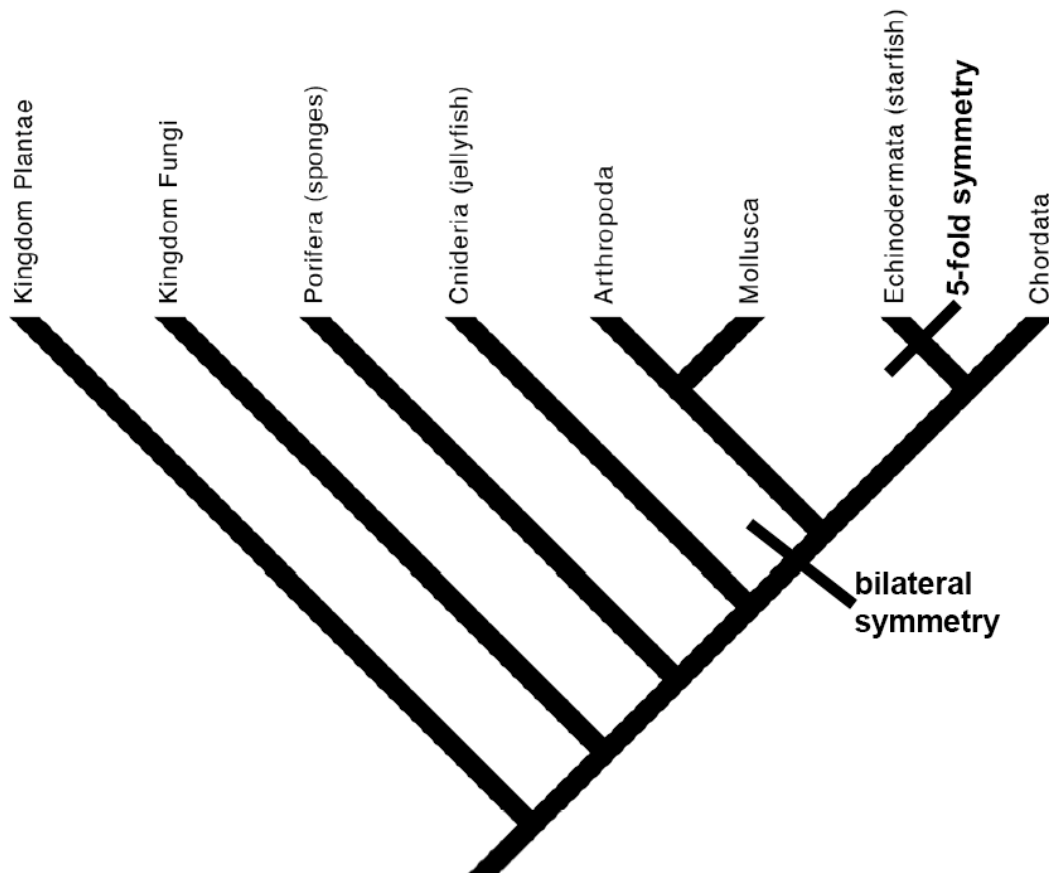 Kingdom Plantae
Kingdom Fungi
Porifera (sponges)
Cnideria (jellyfish)
Arthropoda
Mollusca
Echinodermata (starfish)
5-fold symmetry
Chordata
bilateral
symmetry